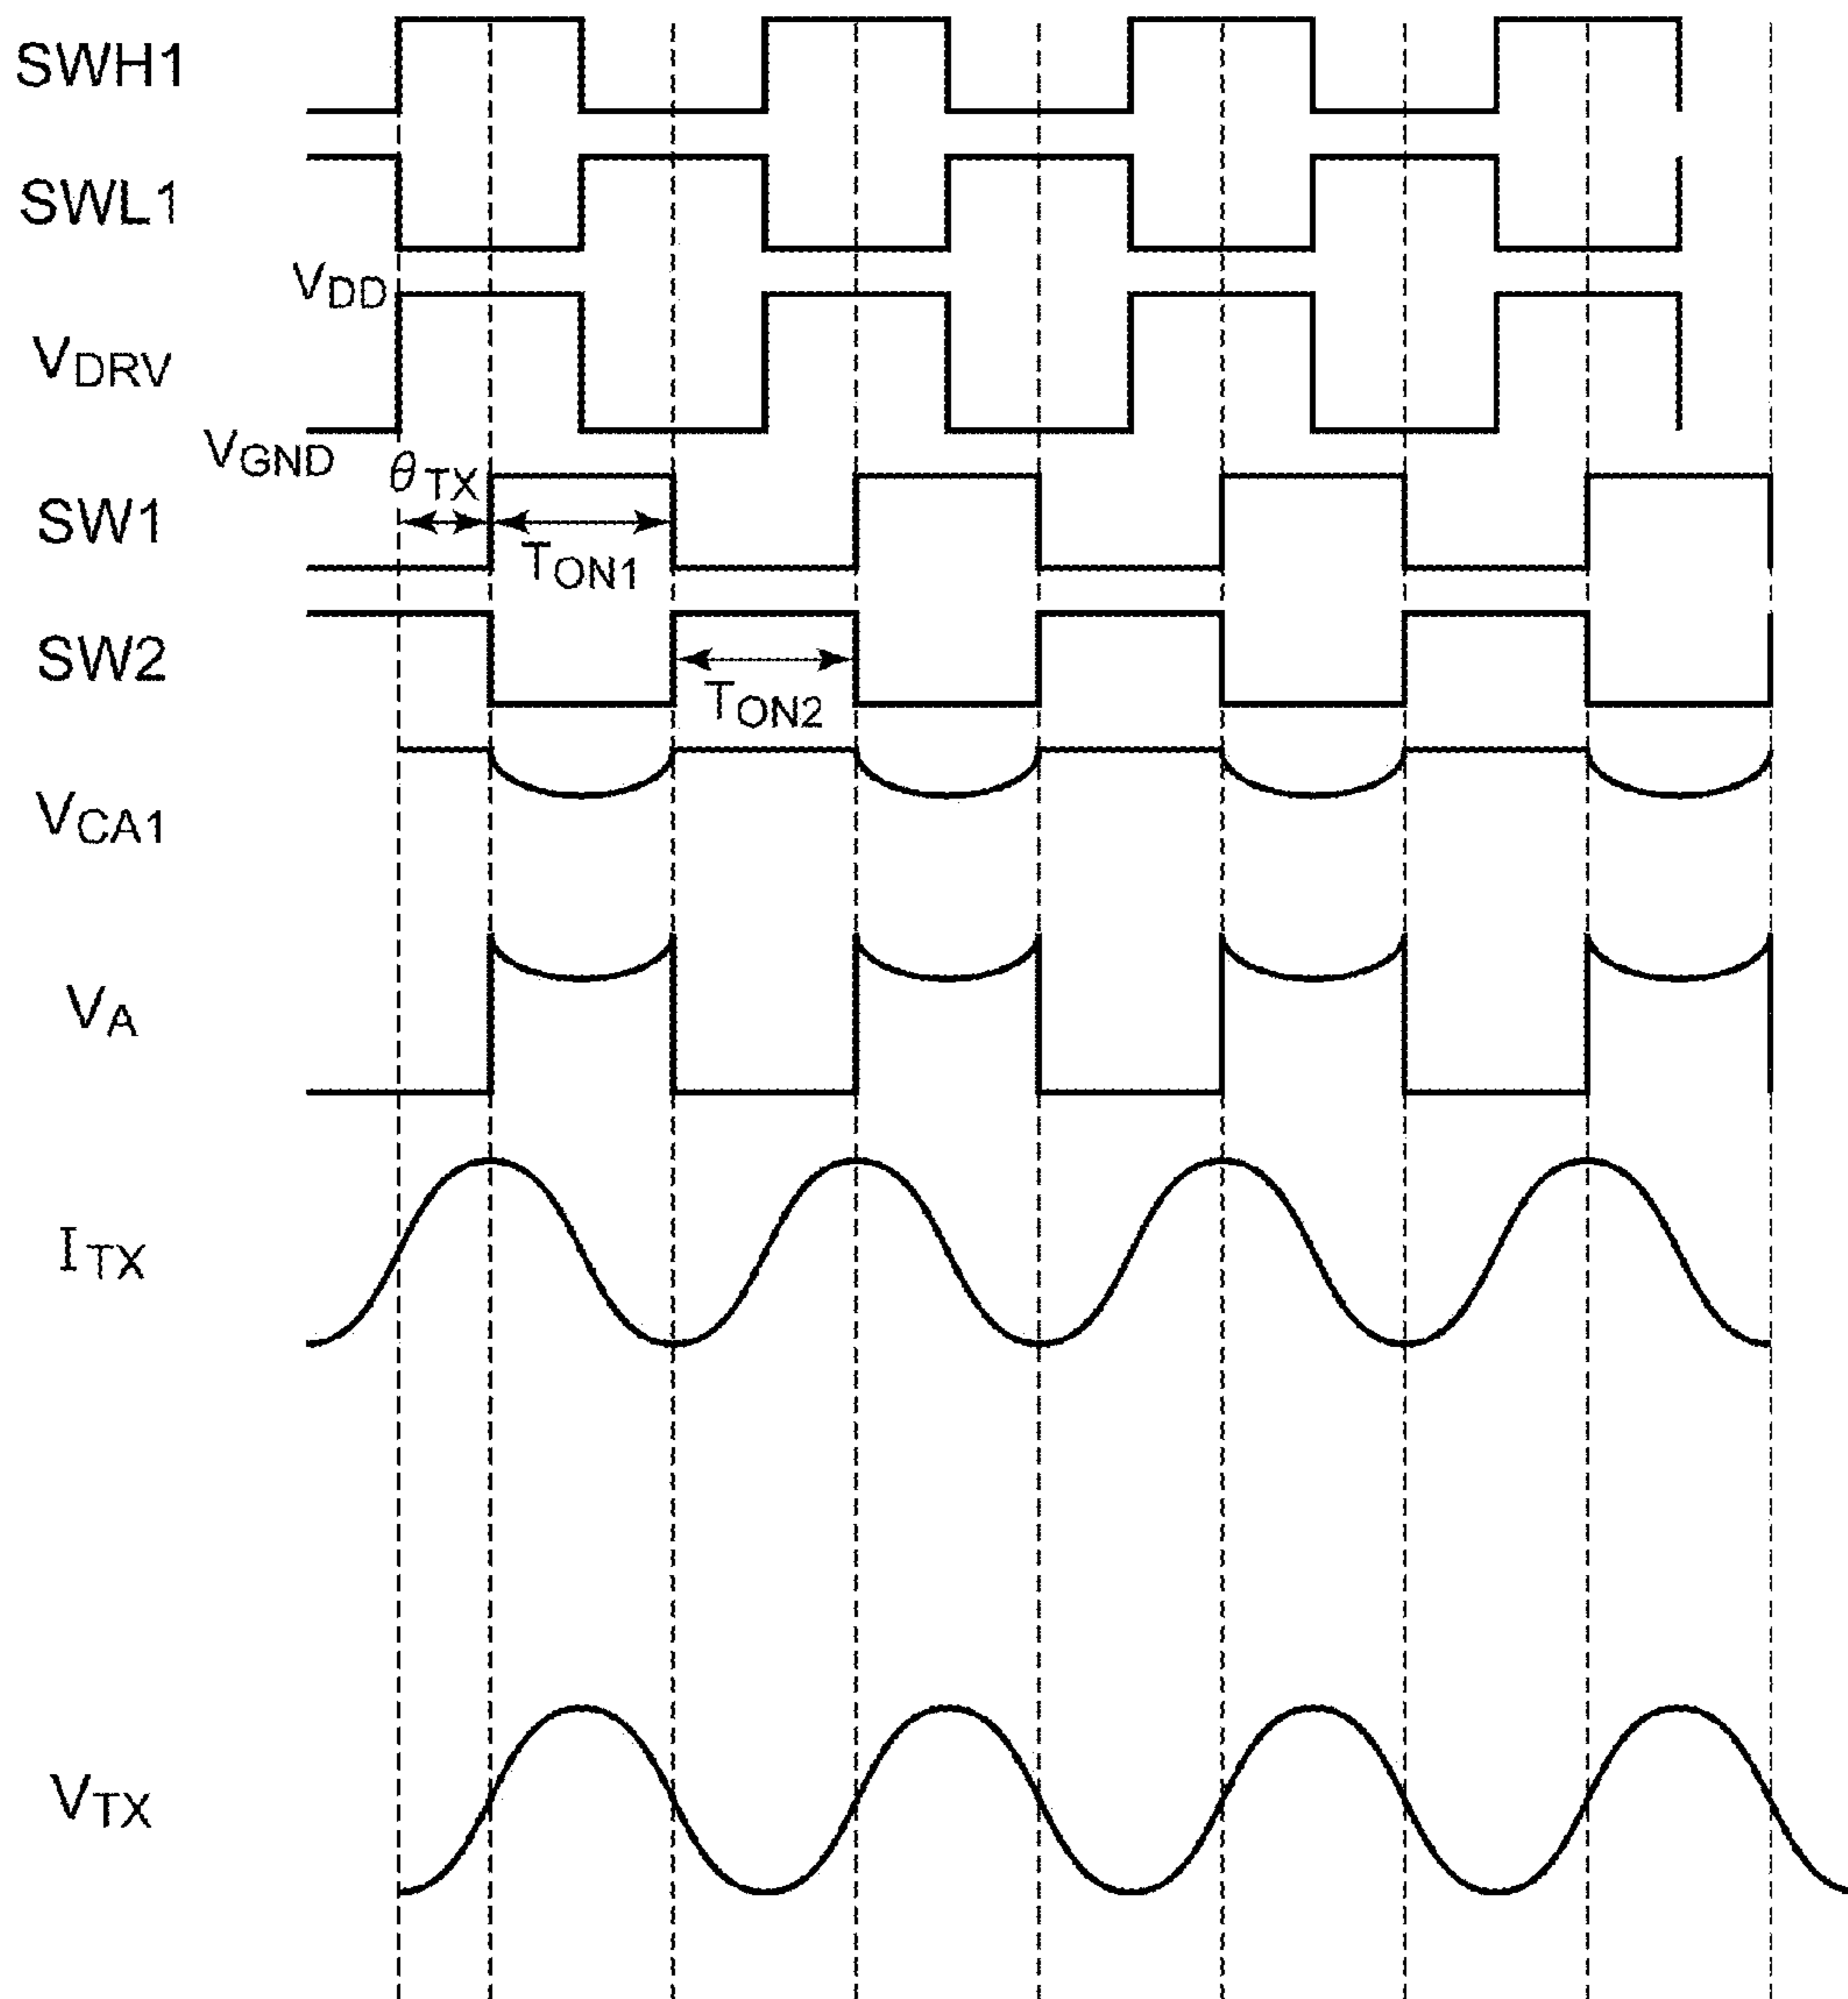 SWH1
SWL1
VDD
VDRV
VGND
θTX
SW1
TON1
SW2
TON2
VCA1
VA
ITX
VTX